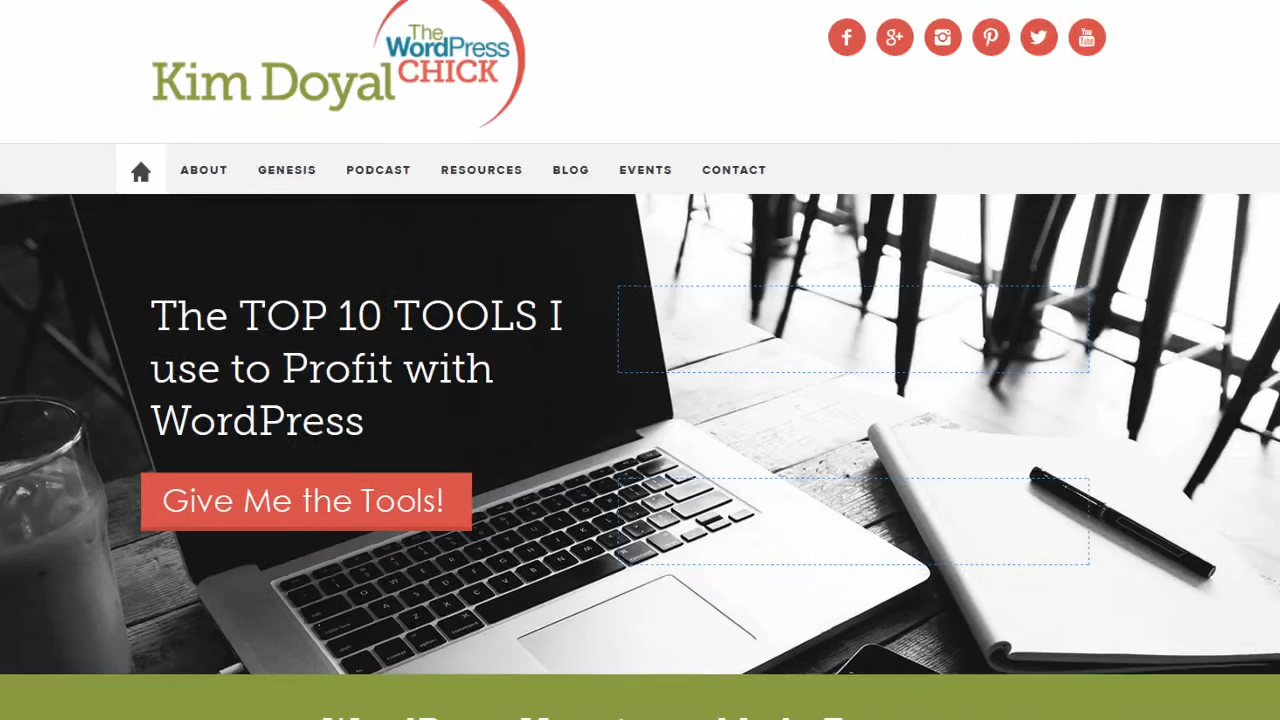 Kim Doyal
The
WordPress
CHICK
ABOUT GENESIS PODCAST RESOURCES BLOG EVENTS CONTACT
The TOP 10 TOOLS I
use to Profit with
WordPress
Give Me the Tools!